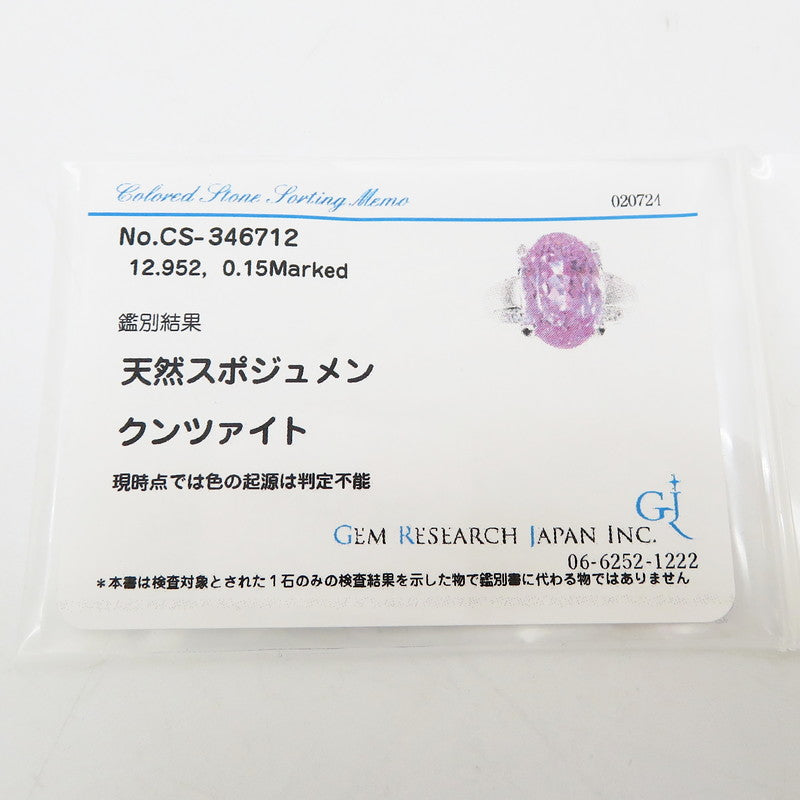 Colored Stone Sorting Memo
020724
No.CS-346712
12.952, 0.15Marked
鑑別結果
天然スポジュメン
クンツァイト
現時点では色の起源は判定不能
GJR
GEM RESEARCH JAPAN INC.
06-6252-1222
＊本書は検査対象とされた1石のみの検査結果を示した物で鑑別書に代わる物ではありません